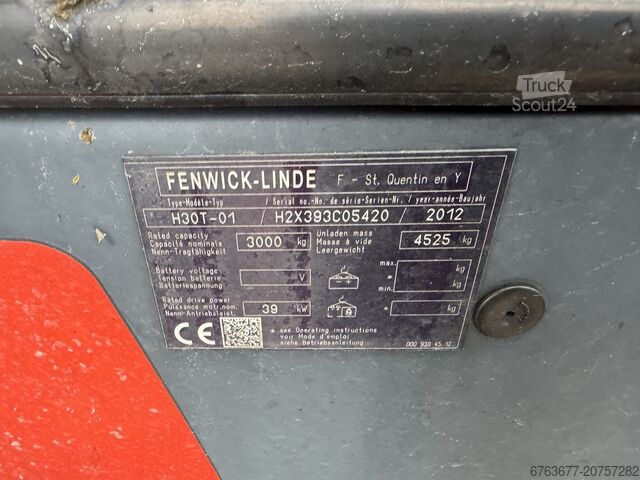 Truck
Scout24
FENWICK-LINDE F - St. Quentin en Y
Type-Modèle-Typ / Serial no.-No. de série-Serien-Nr. / year-année-Baujahr
H30T-01 / H2X393C05420 / 2012
Rated capacity
Capacité nominale
Nenn-Tragfähigkeit
3000 kg
Unladen mass
Masse à vide
Leergewicht
4525 kg
Battery voltage
Tension batterie
Batteriespannung
V
max.
kg
*
min.
kg
Rated drive power
Puissance motr.nom.
Nenn-Antriebsleist.
39 kW
* kg
CE
* see Operating instructions
voir Mode d'emploi
siehe Betriebsanleitung
000 939 45 12
6763677-20757282